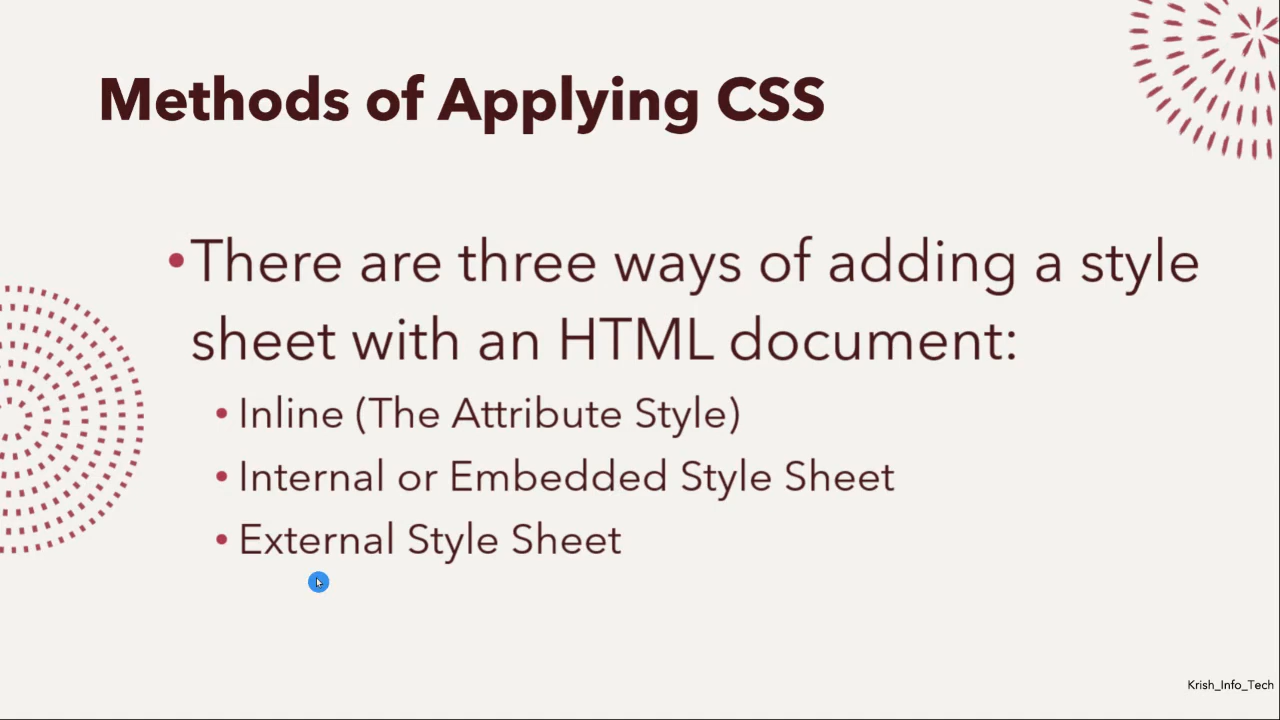 Methods of Applying CSS
•There are three ways of adding a style
sheet with an HTML document:
• Inline (The Attribute Style)
• Internal or Embedded Style Sheet
• External Style Sheet
Krish_Info_Tech